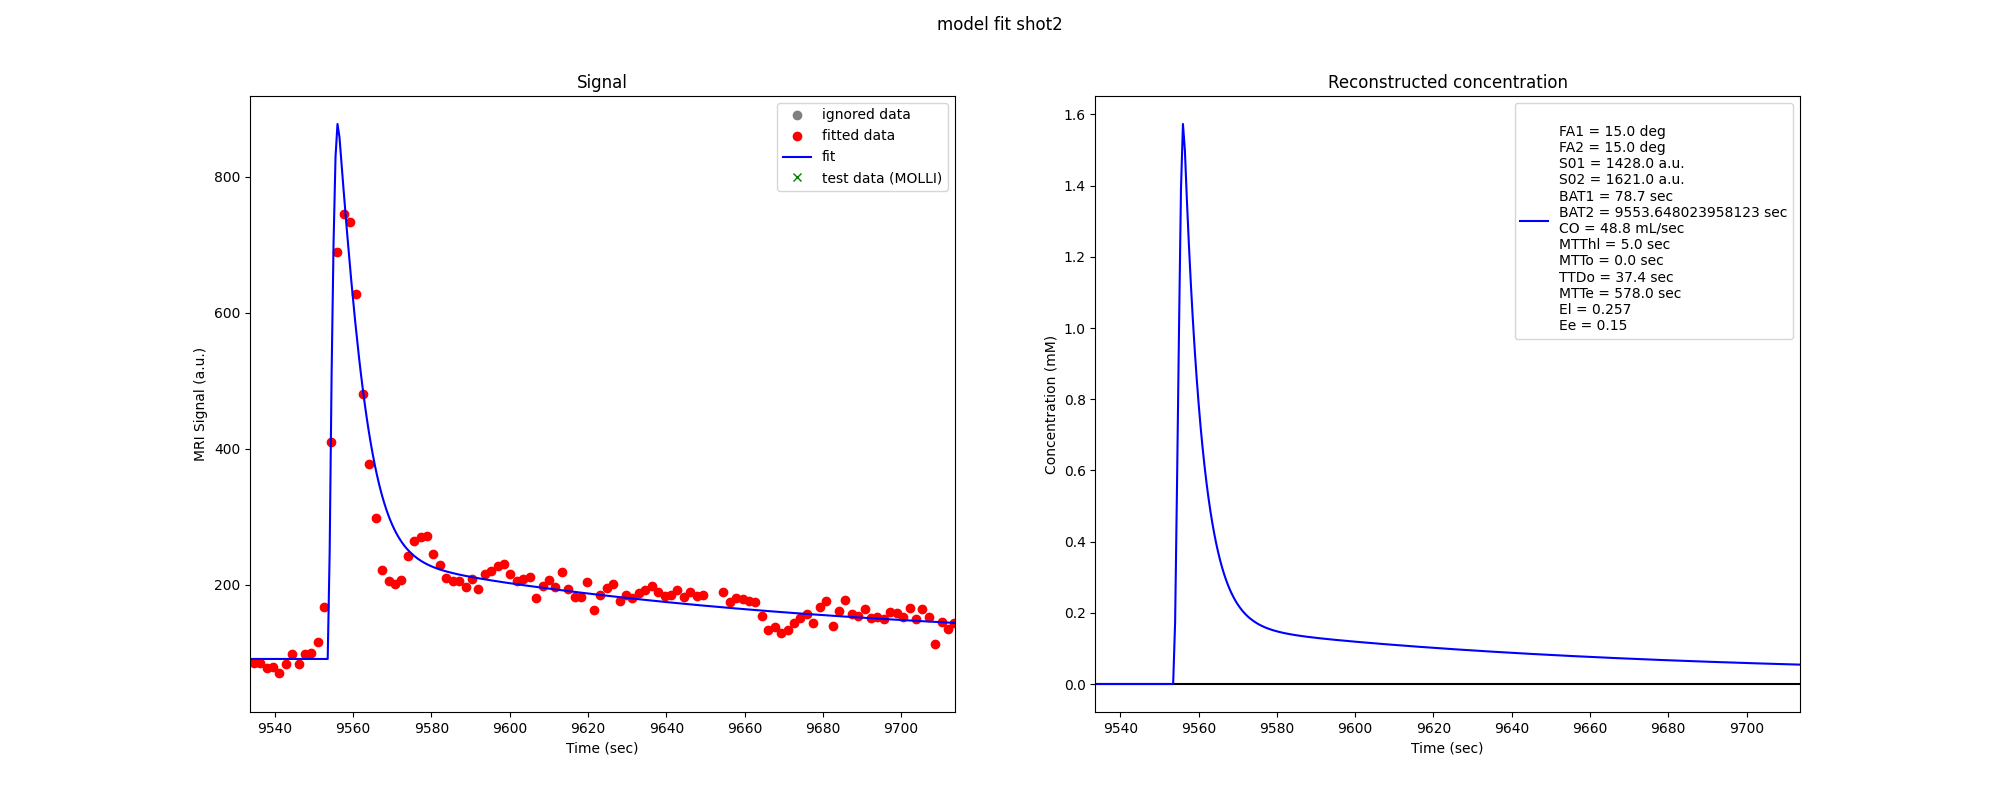 model fit shot2
Signal
MRI Signal (a.u.)
800
600
400
200
ignored data
fitted data
fit
test data (MOLLI)
9540 9560 9580 9600 9620 9640 9660 9680 9700
Time (sec)
Reconstructed concentration
Concentration (mM)
1.6
1.4
1.2
1.0
0.8
0.6
0.4
0.2
0.0
FA1 = 15.0 deg
FA2 = 15.0 deg
S01 = 1428.0 a.u.
S02 = 1621.0 a.u.
BAT1 = 78.7 sec
BAT2 = 9553.648023958123 sec
CO = 48.8 mL/sec
MTThl = 5.0 sec
MTTo = 0.0 sec
TTDo = 37.4 sec
MTTe = 578.0 sec
El = 0.257
Ee = 0.15
9540 9560 9580 9600 9620 9640 9660 9680 9700
Time (sec)